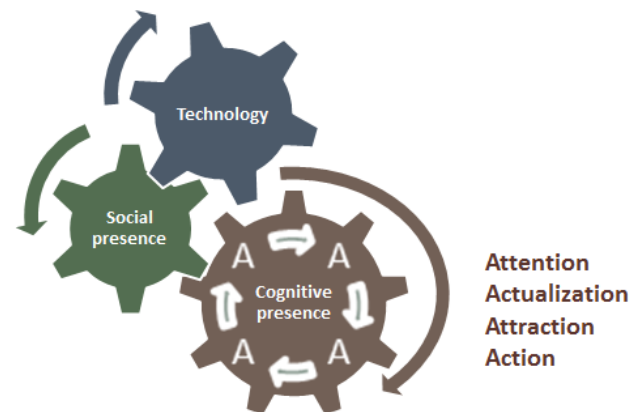 Technology
Social
presence
A A
Cognitive
presence
A A
Attention
Actualization
Attraction
Action